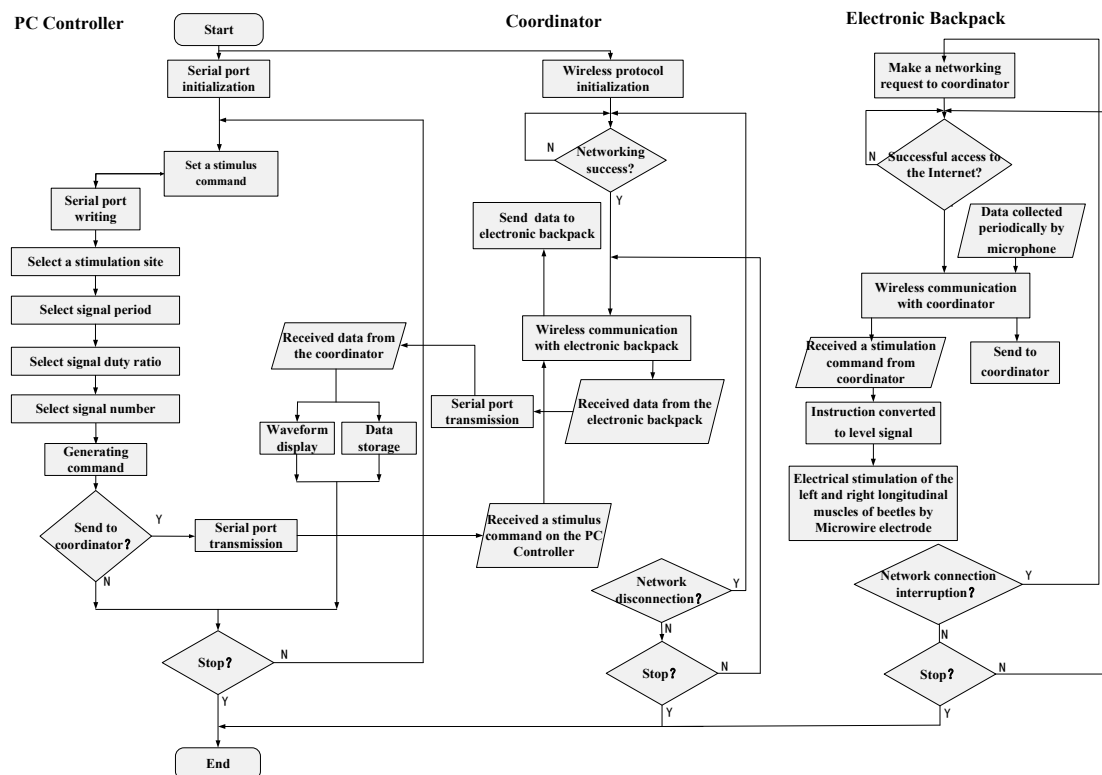 PC Controller
Coordinator
Electronic Backpack
Start
Serial port
initialization
Set a stimulus
command
Serial port
writing
Select a stimulation site
Select signal period
Select signal duty ratio
Select signal number
Generating
command
Send to
coordinator?
Y
N
Serial port
transmission
Received data from
the coordinator
Waveform
display
Data
storage
Stop?
N
Y
End
Wireless protocol
initialization
N
Networking
success?
Y
Send data to
electronic backpack
Wireless communication
with electronic backpack
Serial port
transmission
Received data from the
electronic backpack
Received a stimulus
command on the PC
Controller
Network
disconnection?
Y
N
Stop?
N
Y
Make a networking
request to coordinator
N
Successful access to
the Internet?
Y
Data collected
periodically by
microphone
Wireless communication
with coordinator
Received a stimulation
command from
coordinator
Send to
coordinator
Instruction converted
to level signal
Electrical stimulation of the
left and right longitudinal
muscles of beetles by
Microwire electrode
Network connection
interruption?
Y
N
Stop?
N
Y